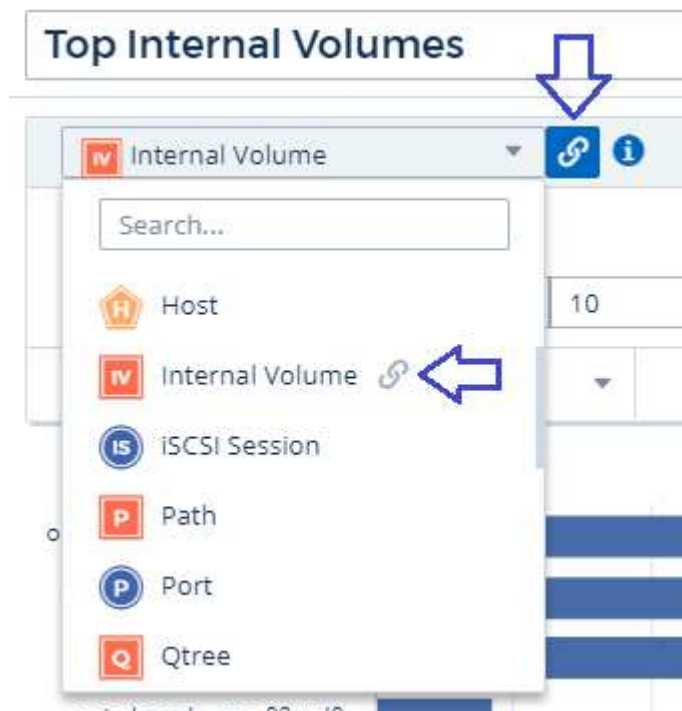 Top Internal Volumes
IV Internal Volume i
Search...
H Host
10
IV Internal Volume
IS iSCSI Session
P Path
P Port
Q Qtree